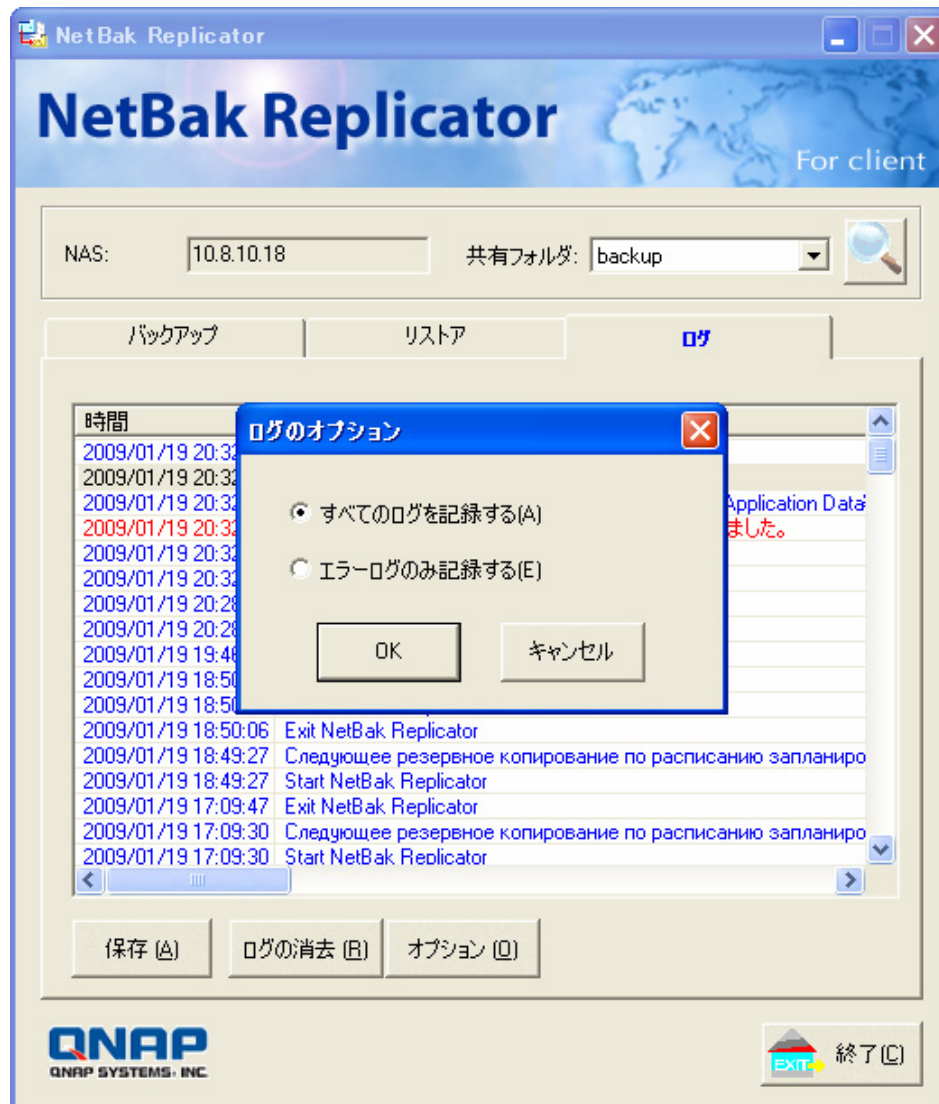 NetBak Replicator
NetBak Replicator
For client
NAS: 10.8.10.18 共有フォルダ: backup
バックアップ リストア ログ
時間
ログのオプション
2009/01/19 20:32
2009/01/19 20:32
2009/01/19 20:32 Application Data
2009/01/19 20:32 ました。
2009/01/19 20:32
2009/01/19 20:32
2009/01/19 20:28
2009/01/19 20:28
2009/01/19 19:46
2009/01/19 18:50
2009/01/19 18:50
すべてのログを記録する(A)
エラーログのみ記録する(E)
OK キャンセル
2009/01/19 18:50:06 Exit NetBak Replicator
2009/01/19 18:49:27 Следующее резервное копирование по расписанию запланиро
2009/01/19 18:49:27 Start NetBak Replicator
2009/01/19 17:09:47 Exit NetBak Replicator
2009/01/19 17:09:30 Следующее резервное копирование по расписанию запланиро
2009/01/19 17:09:30 Start NetBak Replicator
保存 (A) ログの消去 (R) オプション (O)
QNAP
QNAP SYSTEMS, INC
EXIT 終了(C)